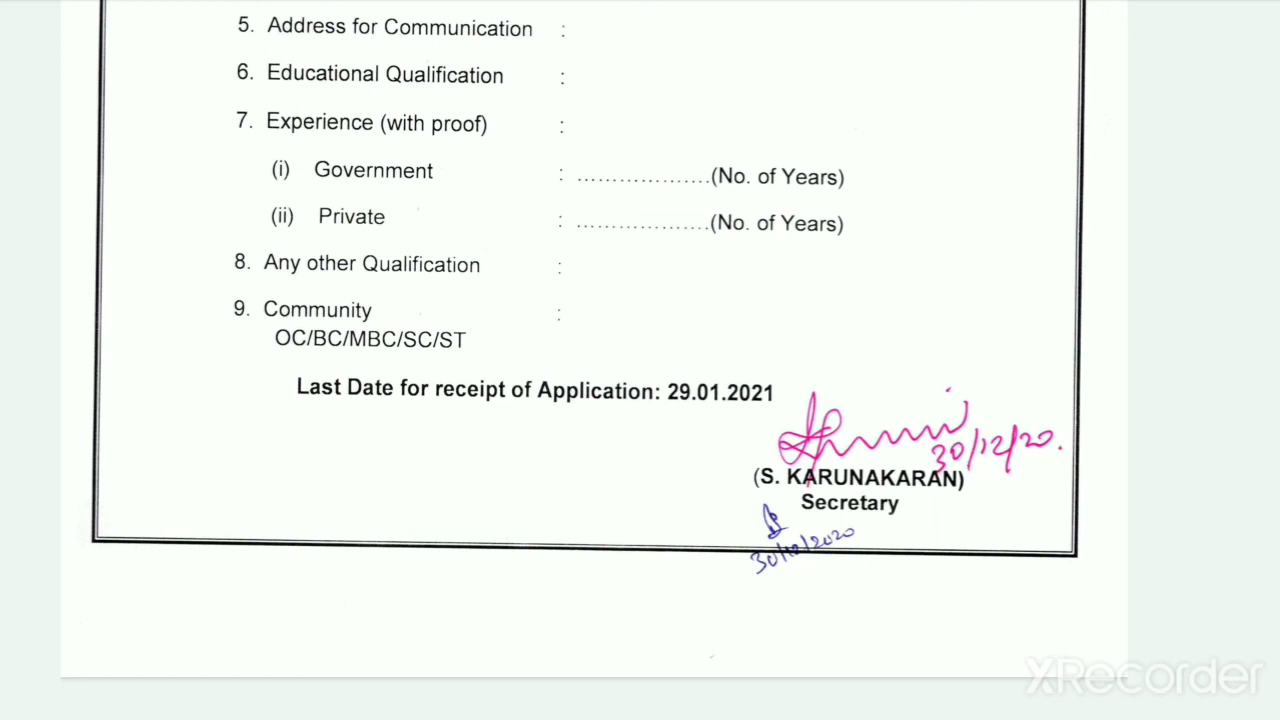 5. Address for Communication :
6. Educational Qualification :
7. Experience (with proof) :
(i) Government : ...................(No. of Years)
(ii) Private : ...................(No. of Years)
8. Any other Qualification :
9. Community :
OC/BC/MBC/SC/ST
Last Date for receipt of Application: 29.01.2021
30/12/20.
(S. KARUNAKARAN)
Secretary
30/12/2020
XRecorder